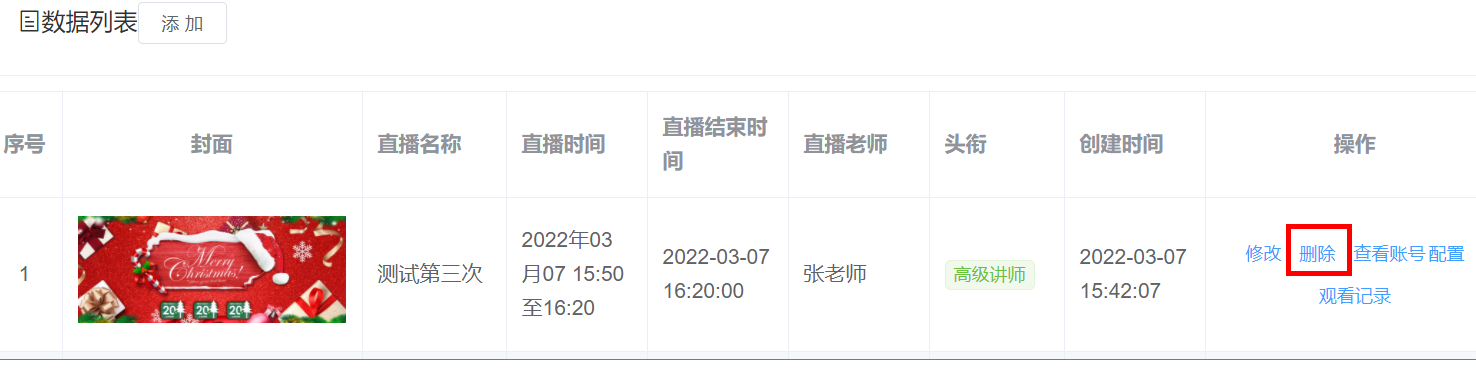 数据列表 添 加
序号 封面 直播名称 直播时间 直播结束时间 直播老师 头衔 创建时间 操作
1
Merry
Christmas!
20 20 20
测试第三次
2022年03
月07 15:50
至16:20
2022-03-07
16:20:00
张老师
高级讲师
2022-03-07
15:42:07
修改 删除 查看账号 配置
观看记录